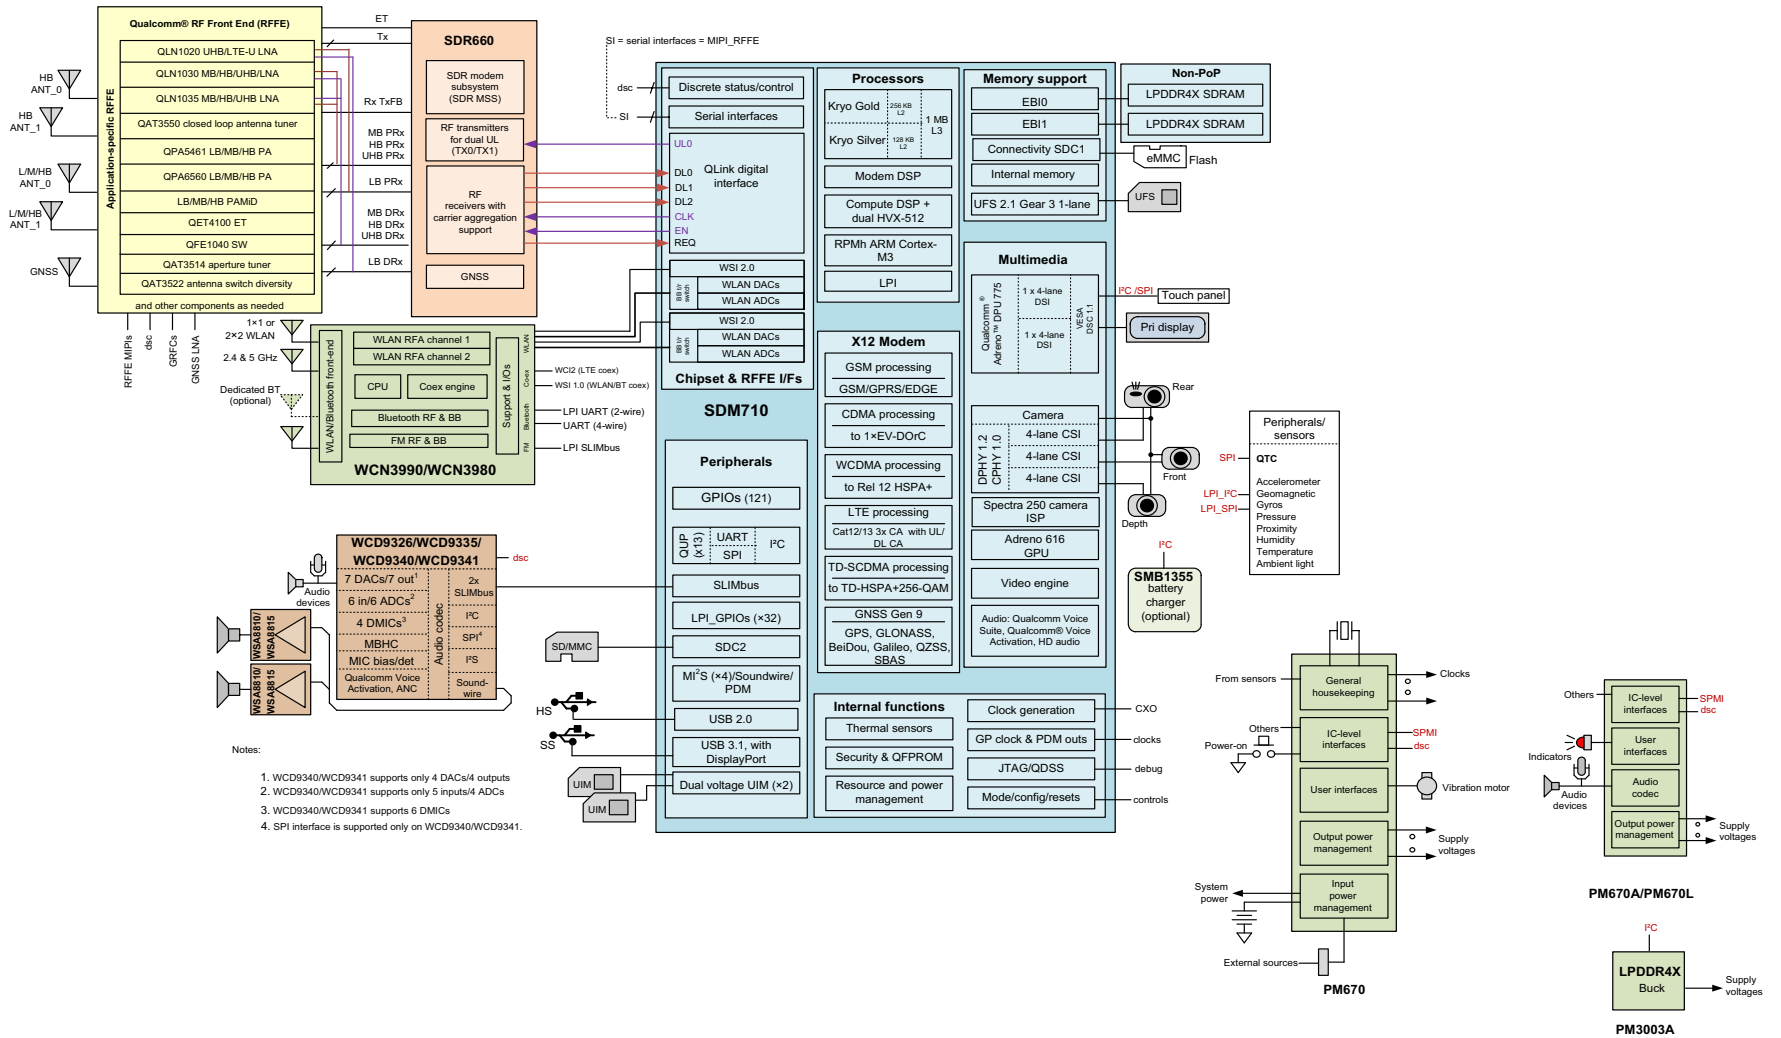 Qualcomm® RF Front End (RFFE)
Application-specific RFFE
QLN1020 UHB/LTE-U LNA
QLN1030 MB/HB/UHB/LNA
QLN1035 MB/HB/UHB LNA
QAT3550 closed loop antenna tuner
QPA5461 LB/MB/HB PA
QPA6560 LB/MB/HB PA
LB/MB/HB PAMiD
QET4100 ET
QFE1040 SW
QAT3514 aperture tuner
QAT3522 antenna switch diversity
and other components as needed
HB
ANT_0
HB
ANT_1
L/M/HB
ANT_0
L/M/HB
ANT_1
GNSS
RFFE MIPIs
dsc
GRFCs
GNSS LNA
ET
Tx
Rx TxFB
MB PRx
HB PRx
UHB PRx
LB PRx
MB DRx
HB DRx
UHB DRx
LB DRx
SDR660
SDR modem
subsystem
(SDR MSS)
RF transmitters
for dual UL
(TX0/TX1)
RF
receivers with
carrier aggregation
support
GNSS
SI = serial interfaces = MIPI_RFFE
dsc
SI
Discrete status/control
Serial interfaces
UL0
DL0
DL1
DL2
CLK
EN
REQ
QLink digital
interface
WSI 2.0
BB t/r
switch
WLAN DACs
WLAN ADCs
WSI 2.0
BB t/r
switch
WLAN DACs
WLAN ADCs
Chipset & RFFE I/Fs
SDM710
Processors
Kryo Gold
256 KB
L2
Kryo Silver
128 KB
L2
1 MB
L3
Modem DSP
Compute DSP +
dual HVX-512
RPMh ARM Cortex-
M3
LPI
Memory support
EBI0
EBI1
Connectivity SDC1
Internal memory
UFS 2.1 Gear 3 1-lane
Non-PoP
LPDDR4X SDRAM
LPDDR4X SDRAM
eMMC
Flash
UFS
Multimedia
Qualcomm ®
Adreno™ DPU 775
1 x 4-lane
DSI
1 x 4-lane
DSI
VESA
DSC 1.1
I²C /SPI
Touch panel
Pri display
Camera
DPHY 1.2
CPHY 1.0
4-lane CSI
4-lane CSI
4-lane CSI
Rear
Front
Depth
Spectra 250 camera
ISP
Adreno 616
GPU
Video engine
Audio: Qualcomm Voice
Suite, Qualcomm® Voice
Activation, HD audio
X12 Modem
GSM processing
GSM/GPRS/EDGE
CDMA processing
to 1×EV-DOrC
WCDMA processing
to Rel 12 HSPA+
LTE processing
Cat12/13 3x CA with UL/
DL CA
TD-SCDMA processing
to TD-HSPA+256-QAM
GNSS Gen 9
GPS, GLONASS,
BeiDou, Galileo, QZSS,
SBAS
Peripherals
GPIOs (121)
QUP
(x13)
UART
SPI
I²C
SLIMbus
LPI_GPIOs (×32)
SDC2
MI²S (×4)/Soundwire/
PDM
USB 2.0
USB 3.1, with
DisplayPort
Dual voltage UIM (×2)
SD/MMC
HS
SS
UIM
UIM
Internal functions
Thermal sensors
Security & QFPROM
Resource and power
management
Clock generation
GP clock & PDM outs
JTAG/QDSS
Mode/config/resets
CXO
clocks
debug
controls
1×1 or
2×2 WLAN
2.4 & 5 GHz
Dedicated BT
(optional)
WLAN/Bluetooth front-end
WLAN RFA channel 1
WLAN RFA channel 2
CPU
Coex engine
Bluetooth RF & BB
FM RF & BB
Support & I/Os
WLAN
Coex
Bluetooth
FM
WCN3990/WCN3980
WCI2 (LTE coex)
WSI 1.0 (WLAN/BT coex)
LPI UART (2-wire)
UART (4-wire)
LPI SLIMbus
WCD9326/WCD9335/
WCD9340/WCD9341
7 DACs/7 out¹
6 in/6 ADCs²
4 DMICs³
MBHC
MIC bias/det
Qualcomm Voice
Activation, ANC
Audio codec
2x
SLIMbus
I²C
SPI⁴
I²S
Sound-
wire
dsc
Audio
devices
WSA8810/
WSA8815
WSA8810/
WSA8815
Notes:
1. WCD9340/WCD9341 supports only 4 DACs/4 outputs
2. WCD9340/WCD9341 supports only 5 inputs/4 ADCs
3. WCD9340/WCD9341 supports 6 DMICs
4. SPI interface is supported only on WCD9340/WCD9341.
Peripherals/
sensors
SPI
QTC
LPI_I²C
LPI_SPI
Accelerometer
Geomagnetic
Gyros
Pressure
Proximity
Humidity
Temperature
Ambient light
I²C
SMB1355
battery
charger
(optional)
From sensors
General
housekeeping
Clocks
Others
Power-on
IC-level
interfaces
SPMI
dsc
User interfaces
Vibration motor
Output power
management
Supply
voltages
System
power
Input
power
management
External sources
PM670
Others
IC-level
interfaces
SPMI
dsc
Indicators
User
interfaces
Audio
devices
Audio
codec
Output power
management
Supply
voltages
PM670A/PM670L
I²C
LPDDR4X
Buck
Supply
voltages
PM3003A